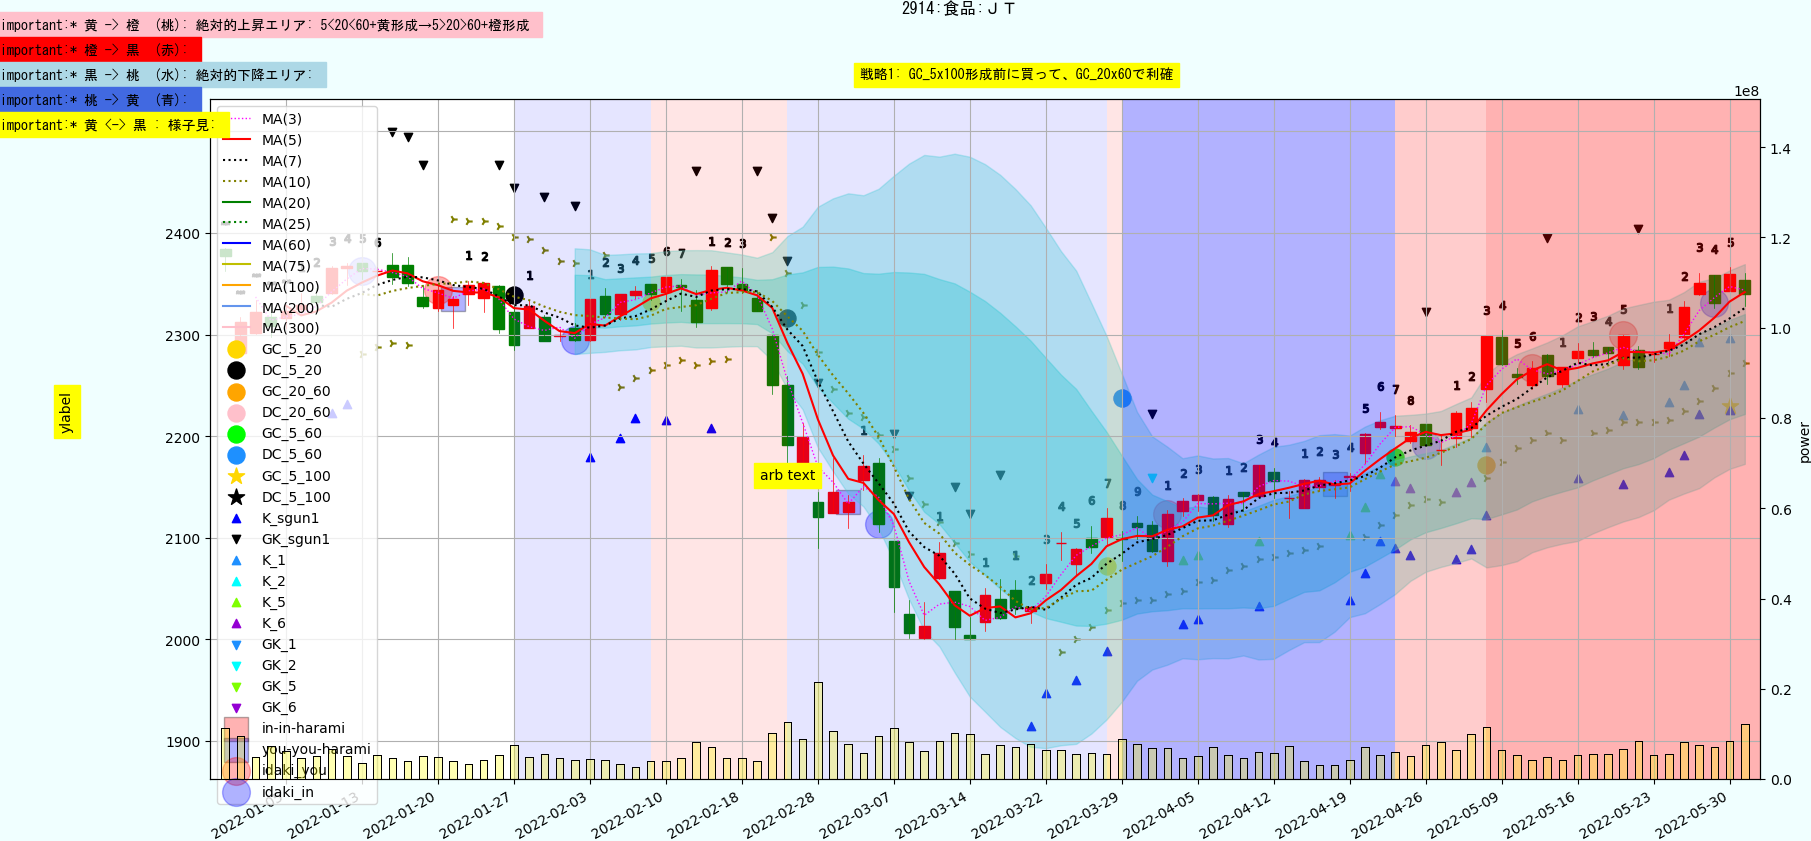 2914:食品:ＪＴ
important:* 黄 -> 橙 （桃）: 絶対的上昇エリア: 5<20<60+黄形成→5>20>60+橙形成
important:* 橙 -> 黒 （赤）:
important:* 黒 -> 桃 （水）: 絶対的下降エリア:
戦略1: GC_5x100形成前に買って、GC_20x60で利確
important:* 桃 -> 黄 （青）:
important:* 黄 <-> 黒 : 様子見:
1e8
MA(3)
MA(5)
MA(7)
MA(10)
MA(20)
MA(25)
MA(60)
MA(75)
MA(100)
MA(200)
MA(300)
GC_5_20
DC_5_20
GC_20_60
DC_20_60
GC_5_60
DC_5_60
GC_5_100
DC_5_100
K_sgun1
GK_sgun1
K_1
K_2
K_5
K_6
GK_1
GK_2
GK_5
GK_6
in-in-harami
you-you-harami
idaki_you
idaki_in
2400
2300
2200
2100
2000
1900
ylabel
arb text
1.4
1.2
1.0
0.8
0.6
0.4
0.2
0.0
power
2022-01-13
2022-01-20
2022-01-27
2022-02-03
2022-02-10
2022-02-18
2022-02-28
2022-03-07
2022-03-14
2022-03-22
2022-03-29
2022-04-05
2022-04-12
2022-04-19
2022-04-26
2022-05-09
2022-05-16
2022-05-23
2022-05-30